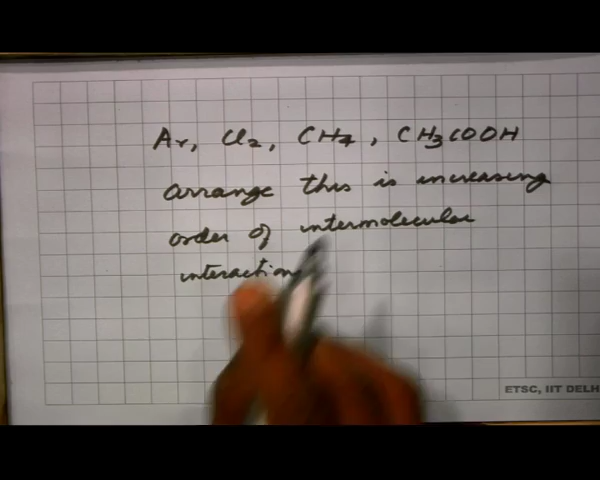 Ar, Cl2, CH4, CH3COOH
arrange this is increasing
order of intermolecular
interaction
ETSC, IIT DELH